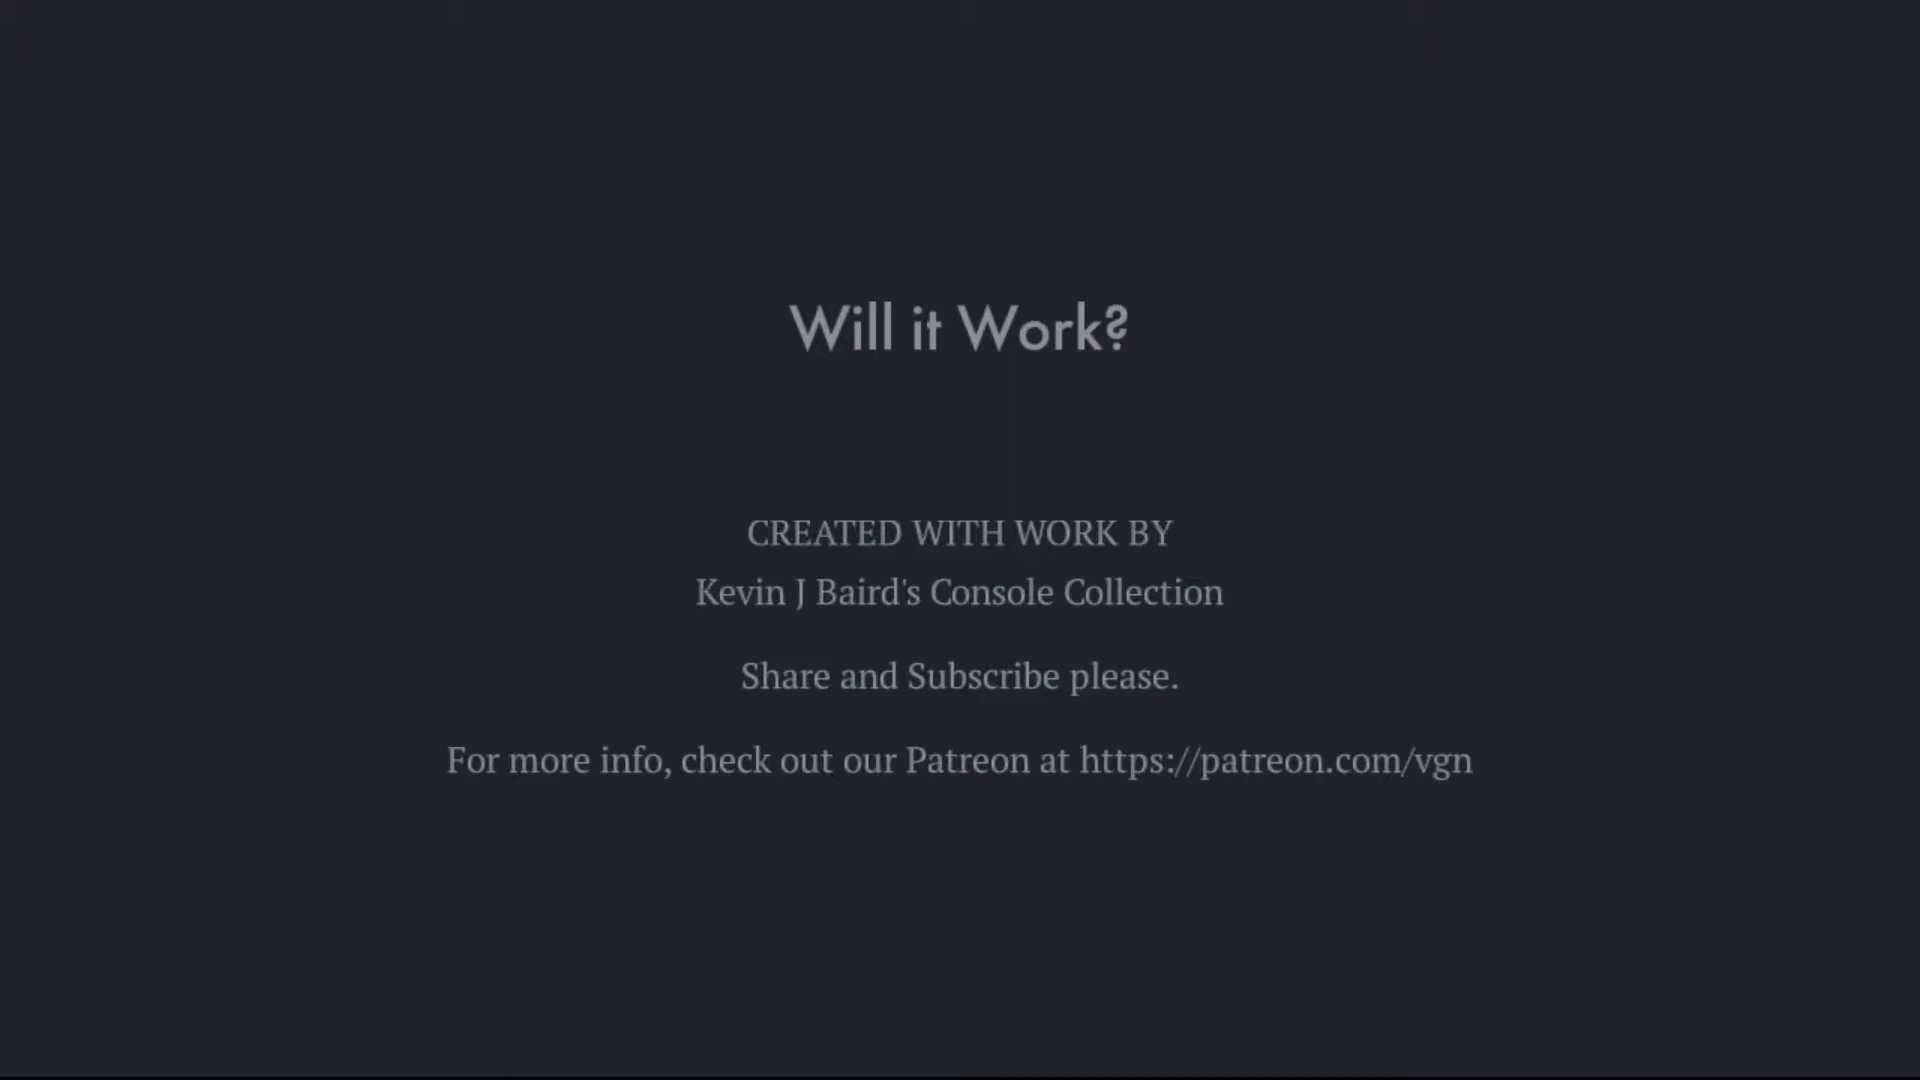 Will it Work?
CREATED WITH WORK BY
Kevin J Baird's Console Collection
Share and Subscribe please.
For more info, check out our Patreon at https://patreon.com/vgn